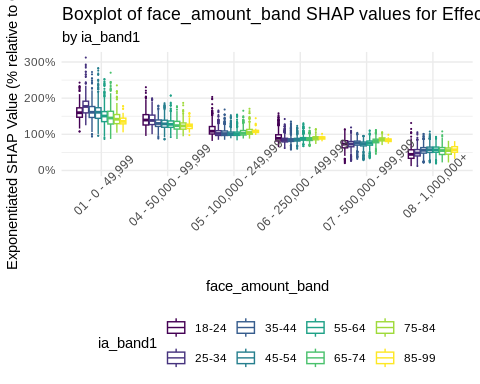 Boxplot of face_amount_band SHAP values for Effec
by ia_band1
Exponentiated SHAP Value (% relative to
300%
200%
100%
0%
01 - 0 - 49,999
04 - 50,000 - 99,999
05 - 100,000 - 249,999
06 - 250,000 - 499,999
07 - 500,000 - 999,999
08 - 1,000,000+
face_amount_band
ia_band1
18-24
35-44
55-64
75-84
25-34
45-54
65-74
85-99